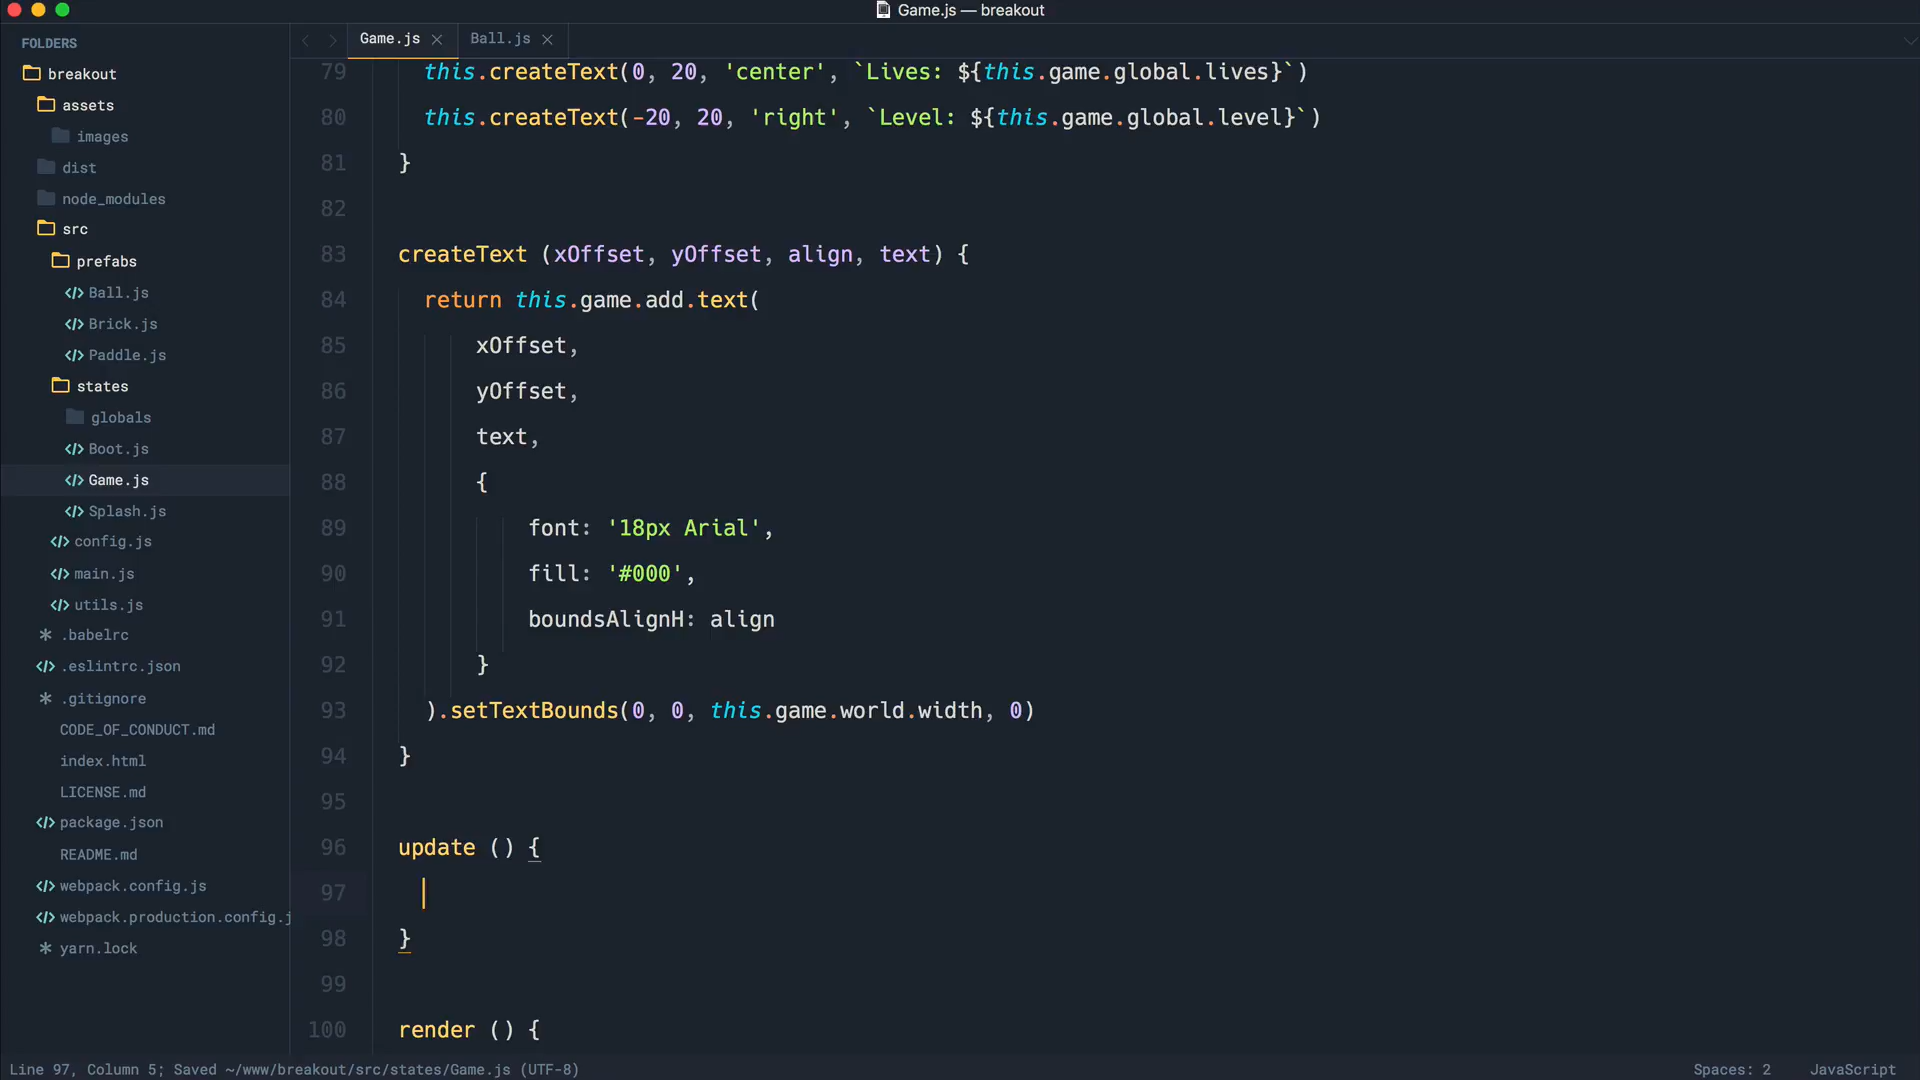 Game.js — breakout
FOLDERS
breakout
assets
images
dist
node_modules
src
prefabs
Ball.js
Brick.js
Paddle.js
states
globals
Boot.js
Game.js
Splash.js
config.js
main.js
utils.js
.babelrc
.eslintrc.json
.gitignore
CODE_OF_CONDUCT.md
index.html
LICENSE.md
package.json
README.md
webpack.config.js
webpack.production.config.j
yarn.lock
Game.js
Ball.js
79 this.createText(0, 20, 'center', `Lives: ${this.game.global.lives}`)
80 this.createText(-20, 20, 'right', `Level: ${this.game.global.level}`)
81 }
82
83 createText (xOffset, yOffset, align, text) {
84 return this.game.add.text(
85 xOffset,
86 yOffset,
87 text,
88 {
89 font: '18px Arial',
90 fill: '#000',
91 boundsAlignH: align
92 }
93 ).setTextBounds(0, 0, this.game.world.width, 0)
94 }
95
96 update () {
97
98 }
99
100 render () {
Line 97, Column 5; Saved ~/www/breakout/src/states/Game.js (UTF-8)
Spaces: 2
JavaScript